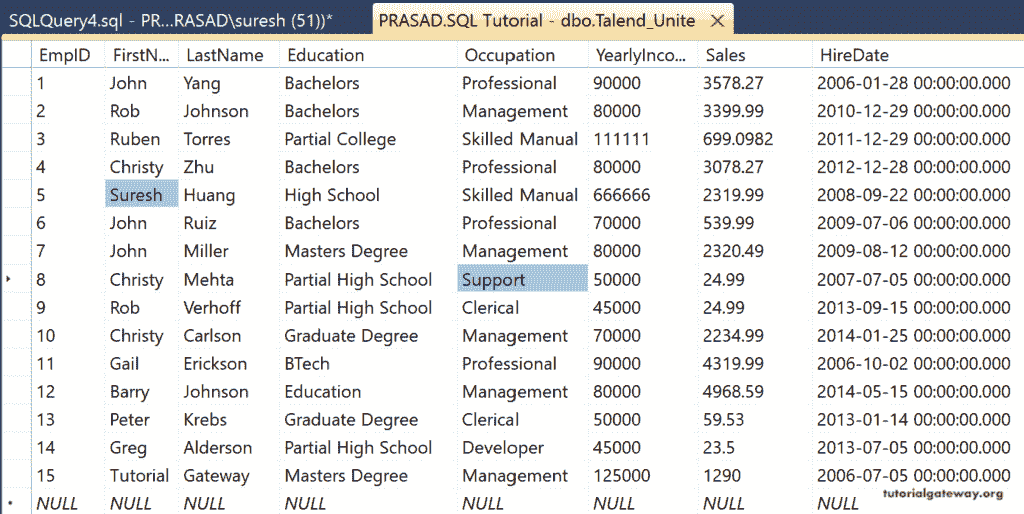 SQLQuery4.sql - PR...RASAD\suresh (51))* PRASAD.SQL Tutorial - dbo.Talend_Unite ✕
EmpID FirstN... LastName Education Occupation YearlyInco... Sales HireDate
1 John Yang Bachelors Professional 90000 3578.27 2006-01-28 00:00:00.000
2 Rob Johnson Bachelors Management 80000 3399.99 2010-12-29 00:00:00.000
3 Ruben Torres Partial College Skilled Manual 111111 699.0982 2011-12-29 00:00:00.000
4 Christy Zhu Bachelors Professional 80000 3078.27 2012-12-28 00:00:00.000
5 Suresh Huang High School Skilled Manual 666666 2319.99 2008-09-22 00:00:00.000
6 John Ruiz Bachelors Professional 70000 539.99 2009-07-06 00:00:00.000
7 John Miller Masters Degree Management 80000 2320.49 2009-08-12 00:00:00.000
8 Christy Mehta Partial High School Support 50000 24.99 2007-07-05 00:00:00.000
9 Rob Verhoff Partial High School Clerical 45000 24.99 2013-09-15 00:00:00.000
10 Christy Carlson Graduate Degree Management 70000 2234.99 2014-01-25 00:00:00.000
11 Gail Erickson BTech Professional 90000 4319.99 2006-10-02 00:00:00.000
12 Barry Johnson Education Management 80000 4968.59 2014-05-15 00:00:00.000
13 Peter Krebs Graduate Degree Clerical 50000 59.53 2013-01-14 00:00:00.000
14 Greg Alderson Partial High School Developer 45000 23.5 2013-07-05 00:00:00.000
15 Tutorial Gateway Masters Degree Management 125000 1290 2006-07-05 00:00:00.000
tutorialgateway.org
NULL NULL NULL NULL NULL NULL NULL NULL